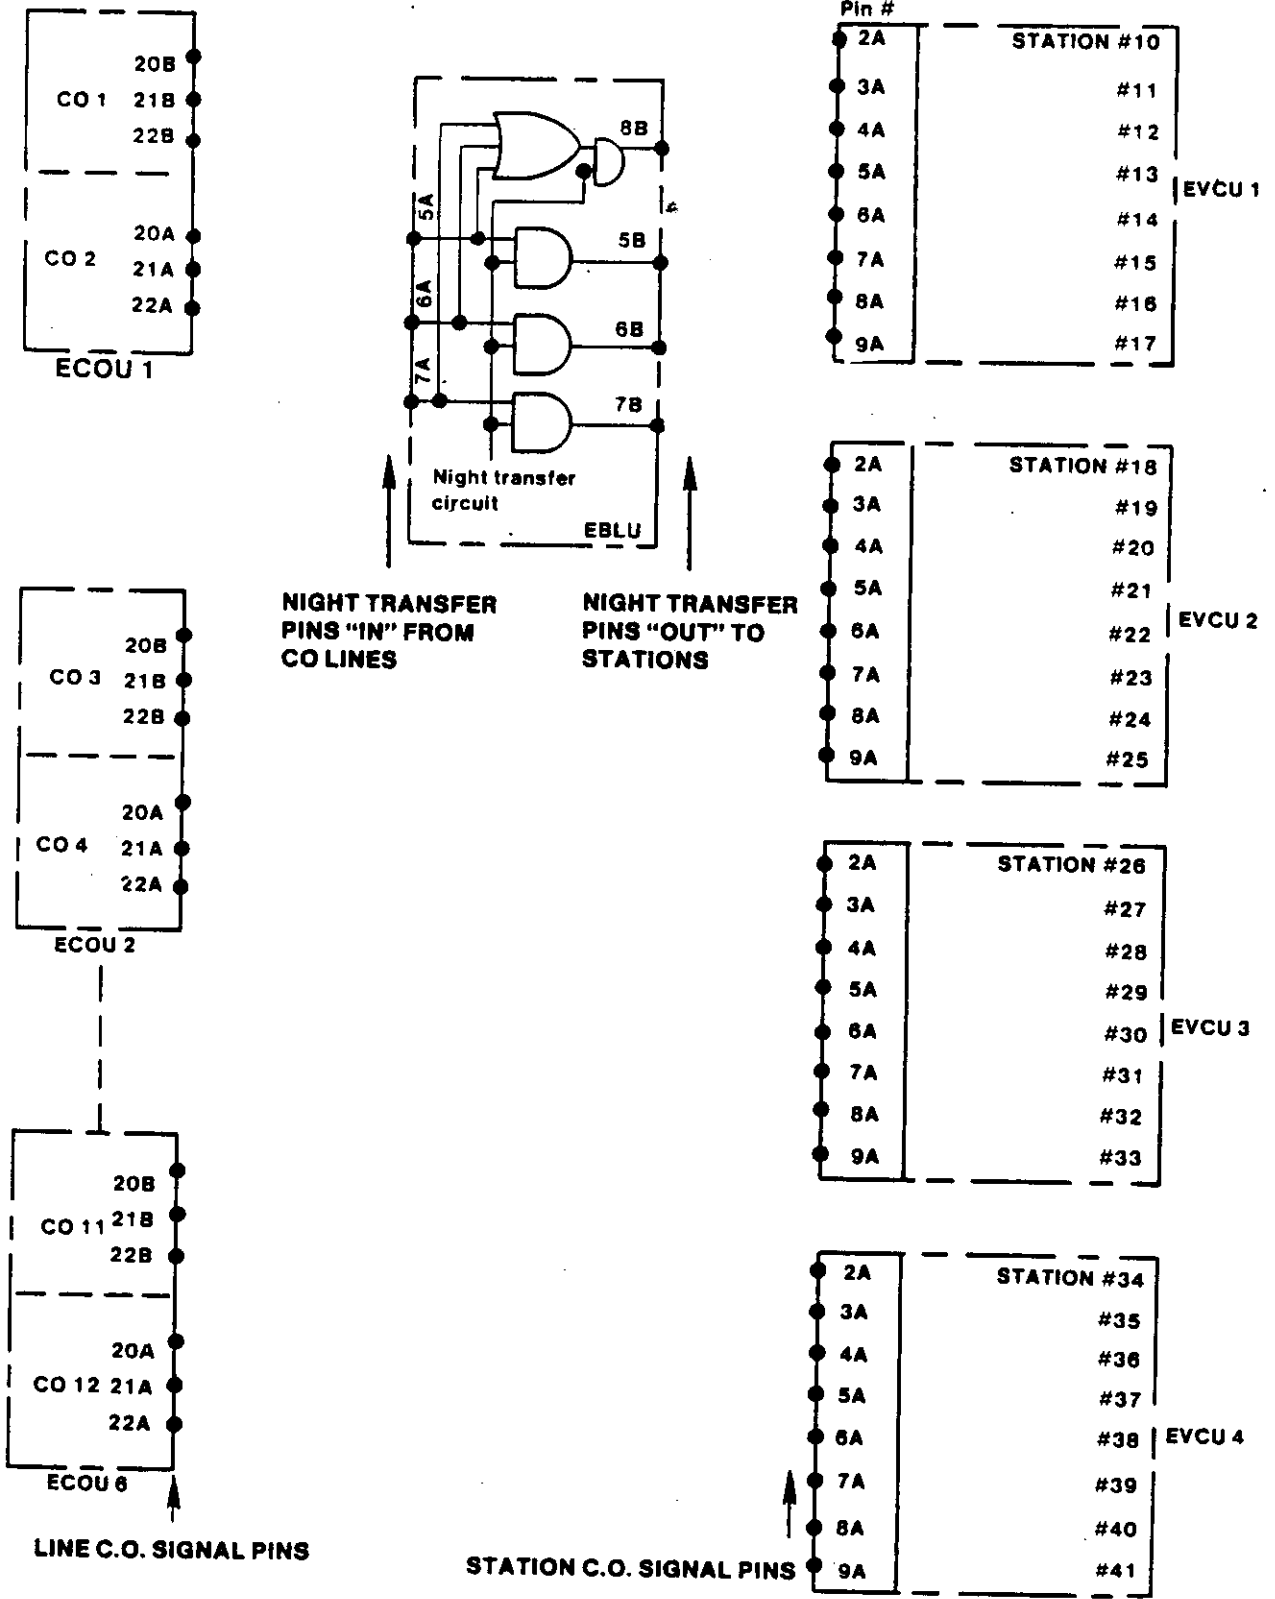 20B
CO 1 21B
22B
20A
CO 2 21A
22A
ECOU 1
20B
CO 3 21B
22B
20A
CO 4 21A
22A
ECOU 2
20B
CO 11 21B
22B
20A
CO 12 21A
22A
ECOU 6
LINE C.O. SIGNAL PINS
8B
5A
5B
6A
6B
7A
7B
Night transfer
circuit
EBLU
NIGHT TRANSFER
PINS “IN” FROM
CO LINES
NIGHT TRANSFER
PINS “OUT” TO
STATIONS
Pin #
2A STATION #10
3A #11
4A #12
5A #13
EVCU 1
6A #14
7A #15
8A #16
9A #17
2A STATION #18
3A #19
4A #20
5A #21
EVCU 2
6A #22
7A #23
8A #24
9A #25
2A STATION #26
3A #27
4A #28
5A #29
6A #30 EVCU 3
7A #31
8A #32
9A #33
2A STATION #34
3A #35
4A #36
5A #37
6A #38 EVCU 4
7A #39
8A #40
9A #41
STATION C.O. SIGNAL PINS